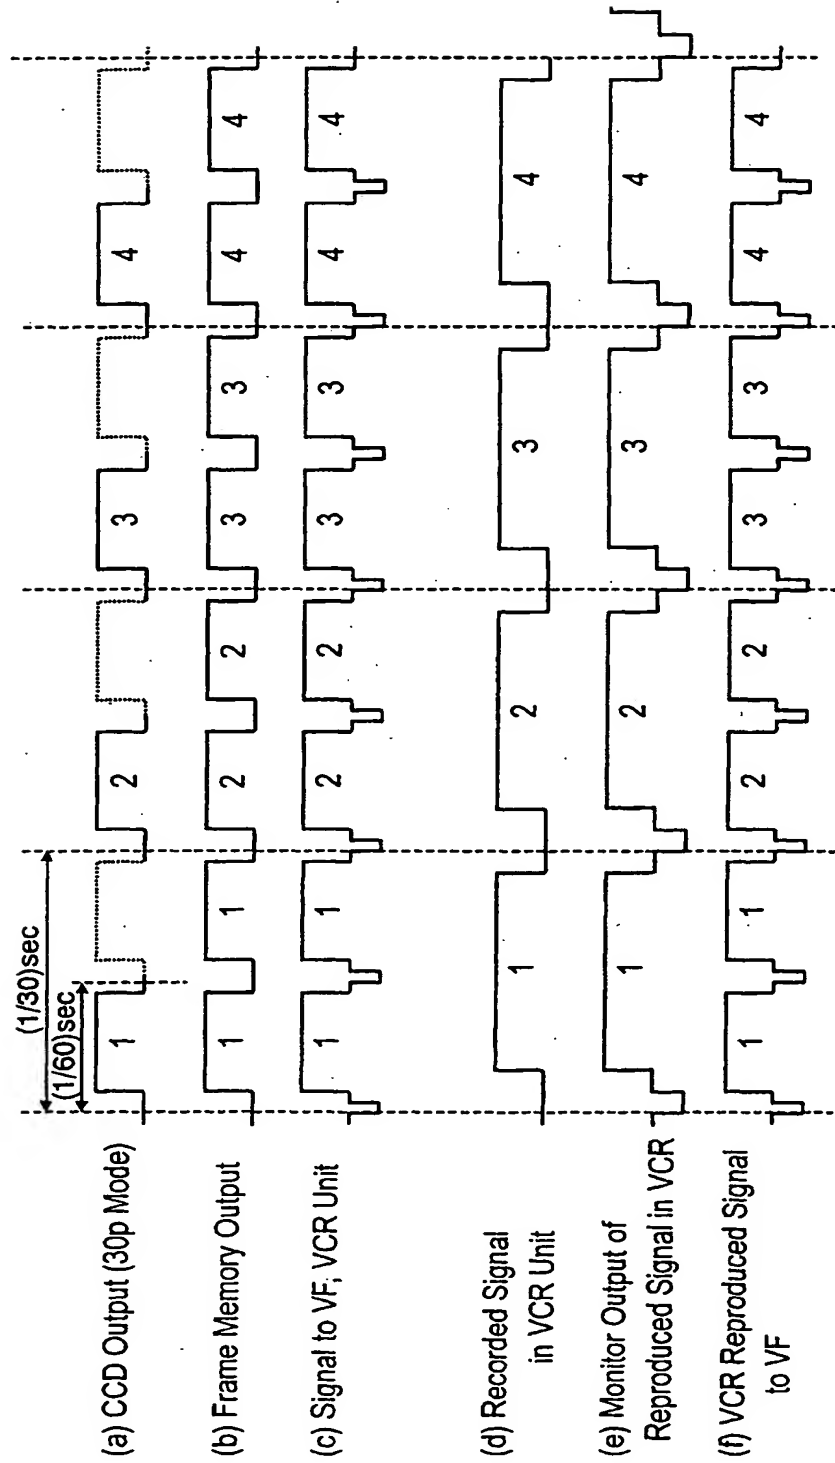 (1/30)sec
(1/60)sec
(a) CCD Output (30p Mode)
1 2 3 4
(b) Frame Memory Output
1 1 2 2 3 3 4 4
(c) Signal to VF, VCR Unit
1 1 2 2 3 3 4 4
(d) Recorded Signal
in VCR Unit
1 2 3 4
(e) Monitor Output of
Reproduced Signal in VCR
1 2 3 4
(f) VCR Reproduced Signal
to VF
1 1 2 2 3 3 4 4